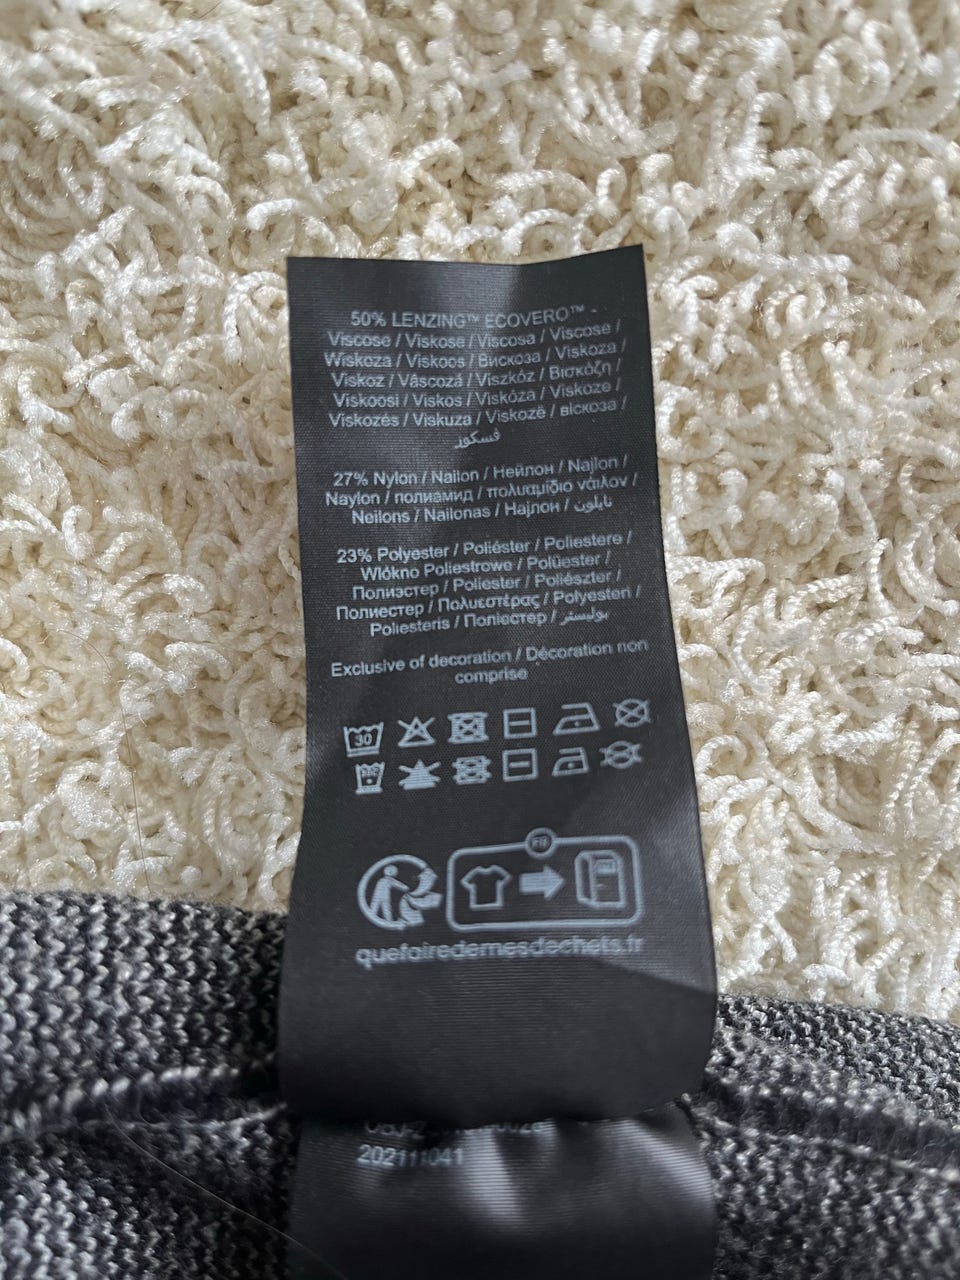 50% LENZING™ ECOVERO™ -
Viscose / Viskose / Viscosa / Viscose /
Wiskoza / Viskoos / Вискоза / Viskoza /
Viskoz / Vâscoză / Viszkóz / Βισκόζη /
Viskoosi / Viskos / Viskóza / Viskoze /
Viskozės / Viskuza / Viskozë / віскоза /
فسكوز
27% Nylon / Nailon / Нейлон / Najlon /
Naylon / полиамид / πολυαμίδιο νάιλον /
Neilons / Nailonas / Најлон / نايلون
23% Polyester / Poliéster / Poliestere /
Włókno Poliestrowe / Polüester /
Полиэстер / Poliester / Poliészter /
Полиестер / Πολυεστέρας / Polyesteri /
Poliesteris / Поліестер / بوليستر
Exclusive of decoration / Décoration non
comprise
30
FR
quefairedemesdechets.fr
202111041